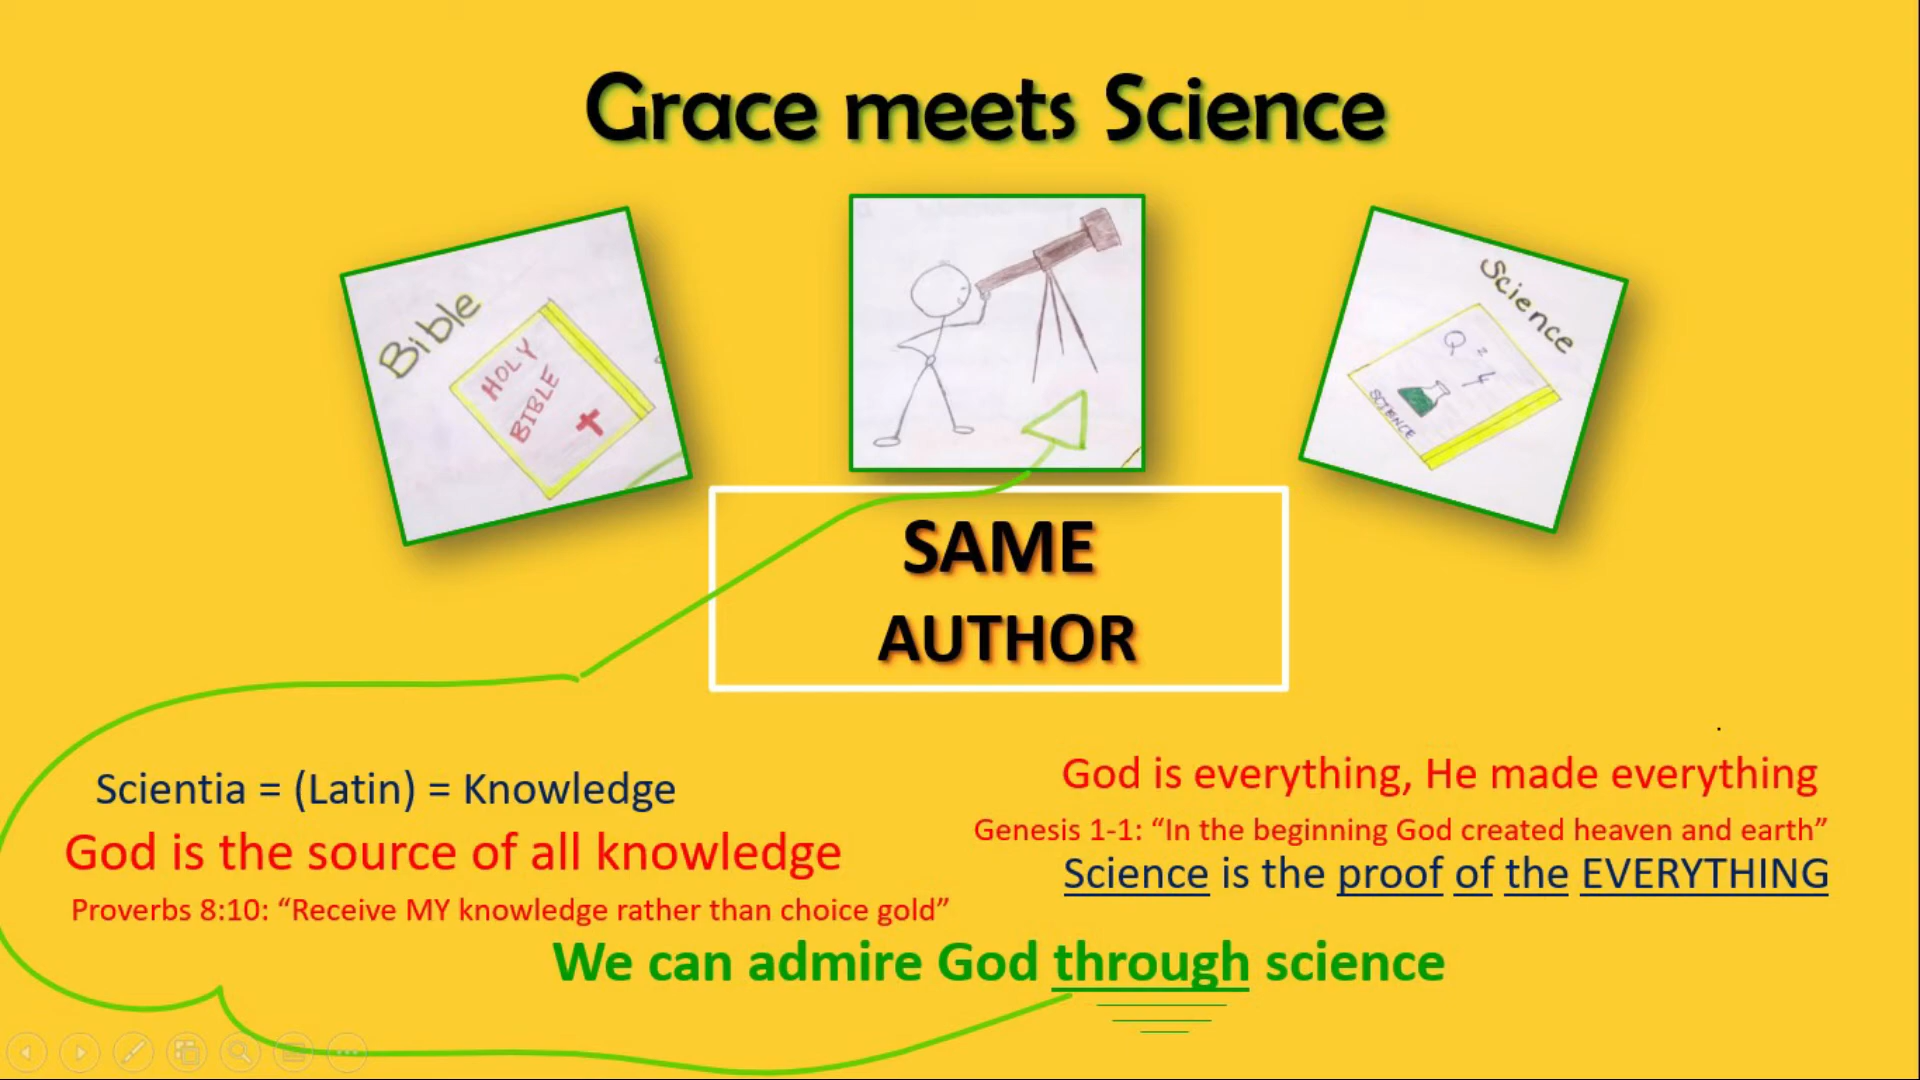 Grace meets Science
Bible
HOLY
BIBLE
Science
Q = 4
SCIENCE
SAME
AUTHOR
Scientia = (Latin) = Knowledge
God is the source of all knowledge
Proverbs 8:10: “Receive MY knowledge rather than choice gold”
God is everything, He made everything
Genesis 1-1: “In the beginning God created heaven and earth”
Science is the proof of the EVERYTHING
We can admire God through science